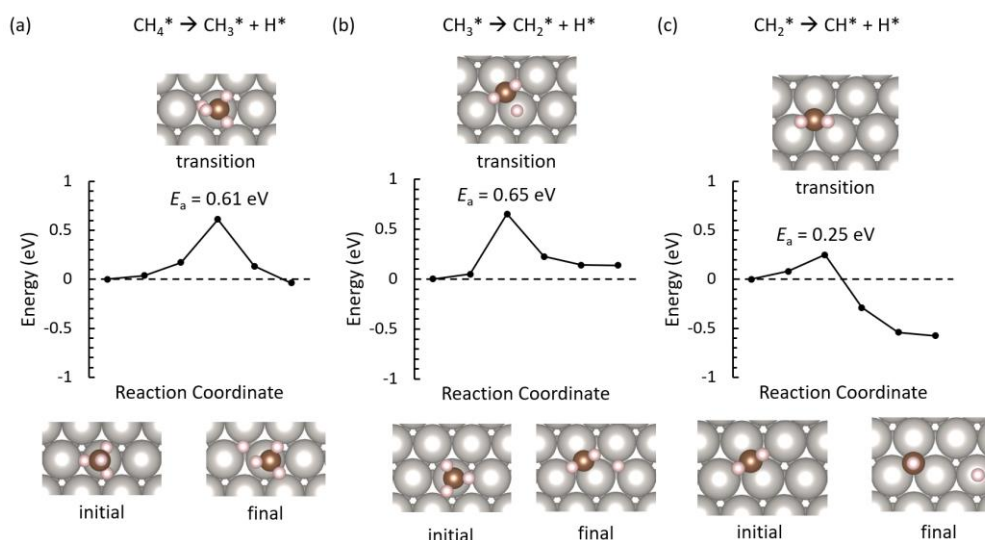 (a) CH₄* → CH₃* + H*
transition
Eₐ = 0.61 eV
1
0.5
0
-0.5
-1
Energy (eV)
Reaction Coordinate
initial
final
(b) CH₃* → CH₂* + H*
transition
Eₐ = 0.65 eV
1
0.5
0
-0.5
-1
Energy (eV)
Reaction Coordinate
initial
final
(c) CH₂* → CH* + H*
transition
Eₐ = 0.25 eV
1
0.5
0
-0.5
-1
Energy (eV)
Reaction Coordinate
initial
final